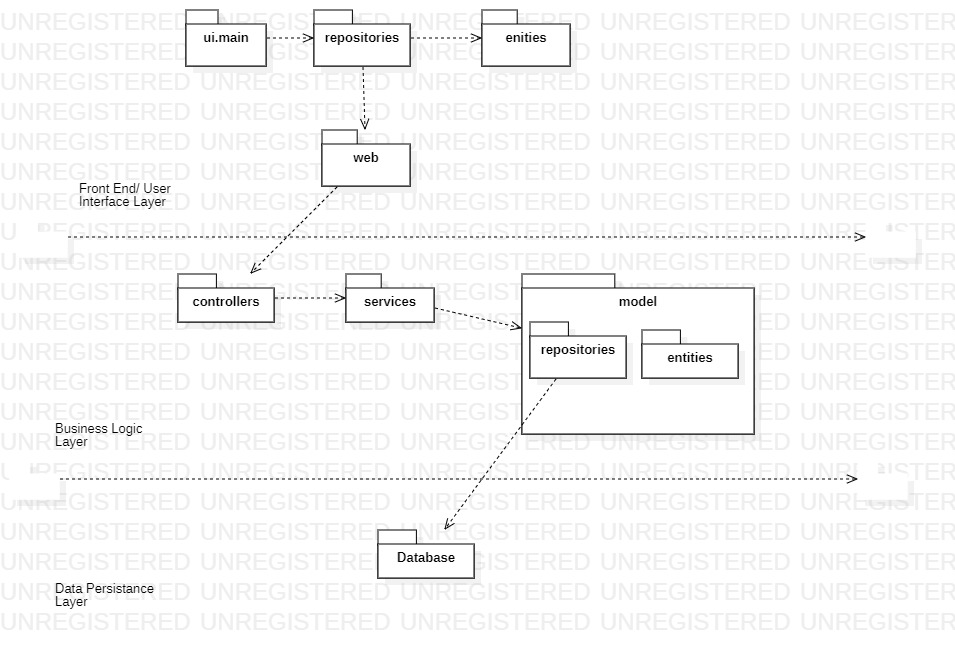 ui.main
repositories
enities
web
Front End/ User
Interface Layer
controllers
services
model
repositories
entities
Business Logic
Layer
Database
Data Persistance
Layer
UNREGISTERED UNREGISTERED UNREGISTERED UNREGISTERED UNREGISTERED